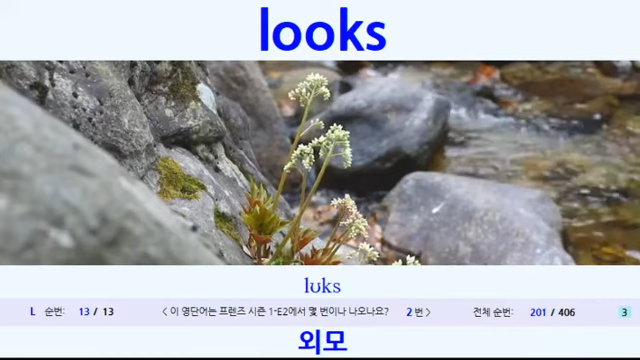 looks
lʊks
L 순번: 13 / 13 < 이 영단어는 프렌즈 시즌 1-E2에서 몇 번이나 나오나요? 2 번 > 전체 순번: 201 / 406 3
외모